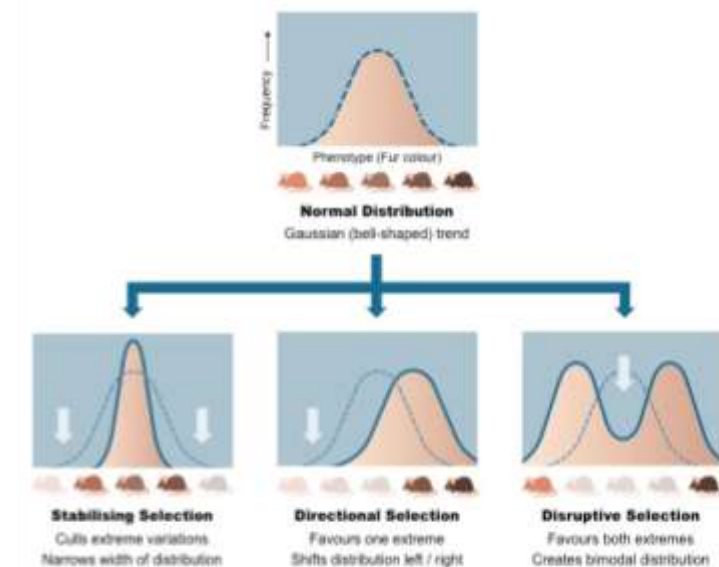 Frequency
Phenotype (Fur colour)
Normal Distribution
Gaussian (bell-shaped) trend
Stabilising Selection
Culls extreme variations
Narrows width of distribution
Directional Selection
Favours one extreme
Shifts distribution left / right
Disruptive Selection
Favours both extremes
Creates bimodal distribution